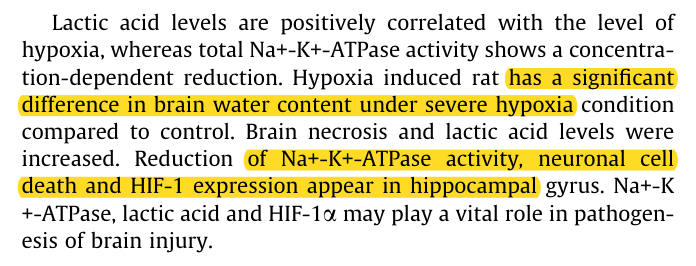 Lactic acid levels are positively correlated with the level of
hypoxia, whereas total Na+-K+-ATPase activity shows a concentra-
tion-dependent reduction. Hypoxia induced rat has a significant
difference in brain water content under severe hypoxia condition
compared to control. Brain necrosis and lactic acid levels were
increased. Reduction of Na+-K+-ATPase activity, neuronal cell
death and HIF-1 expression appear in hippocampal gyrus. Na+-K
+-ATPase, lactic acid and HIF-1α may play a vital role in pathogen-
esis of brain injury.